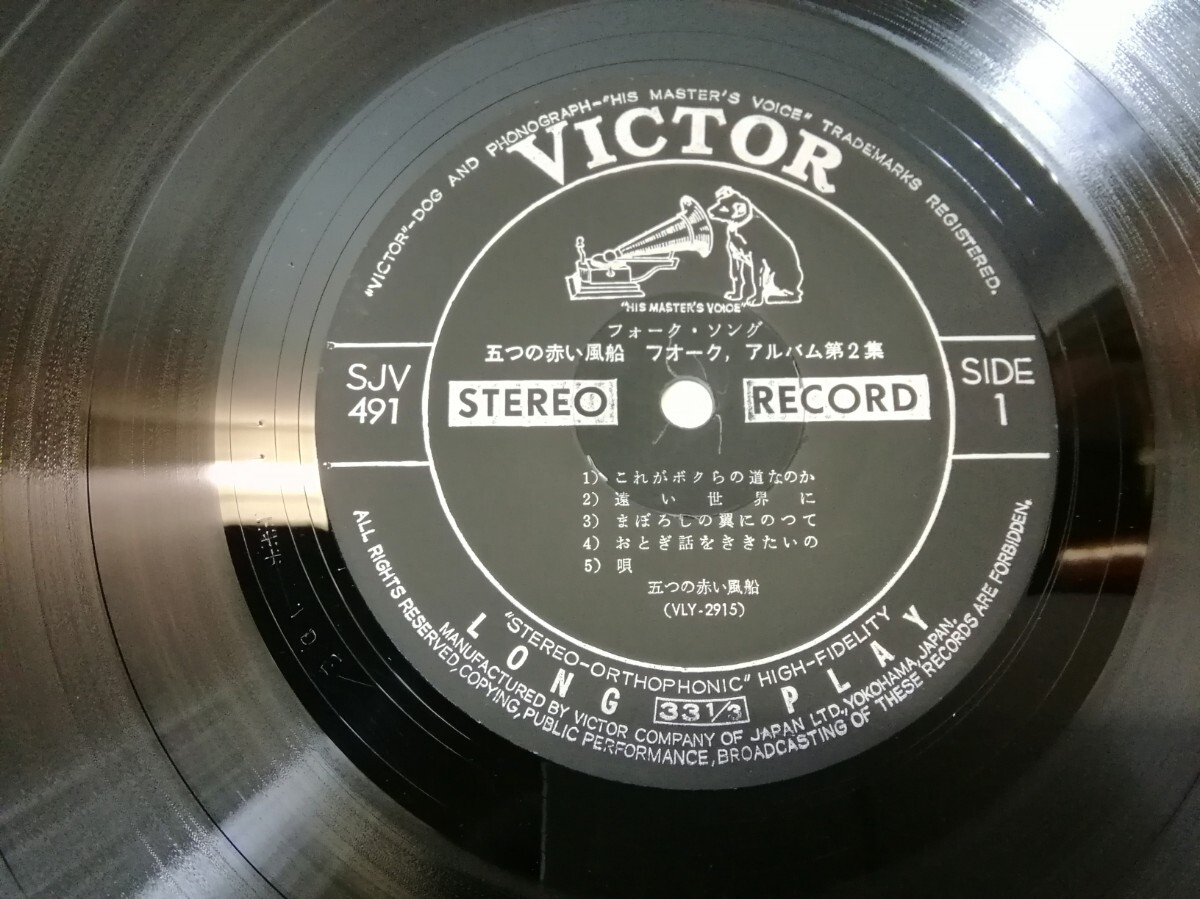 "VICTOR"-DOG AND PHONOGRAPH-"HIS MASTER'S VOICE" TRADEMARKS REGISTERED.
VICTOR
"HIS MASTER'S VOICE"
フォーク・ソング
五つの赤い風船 フオーク, アルバム第2集
SJV
491
STEREO
RECORD
SIDE
1
1) これがボクらの道なのか
2) 遠い世界に
3) まぼろしの翼にのつて
4) おとぎ話をききたいの
5) 唄
五つの赤い風船
(VLY-2915)
"STEREO-ORTHOPHONIC" HIGH-FIDELITY
LONG PLAY
33 1/3
MANUFACTURED BY VICTOR COMPANY OF JAPAN LTD., YOKOHAMA, JAPAN.
ALL RIGHTS RESERVED, COPYING, PUBLIC PERFORMANCE, BROADCASTING OF THESE RECORDS ARE FORBIDDEN.